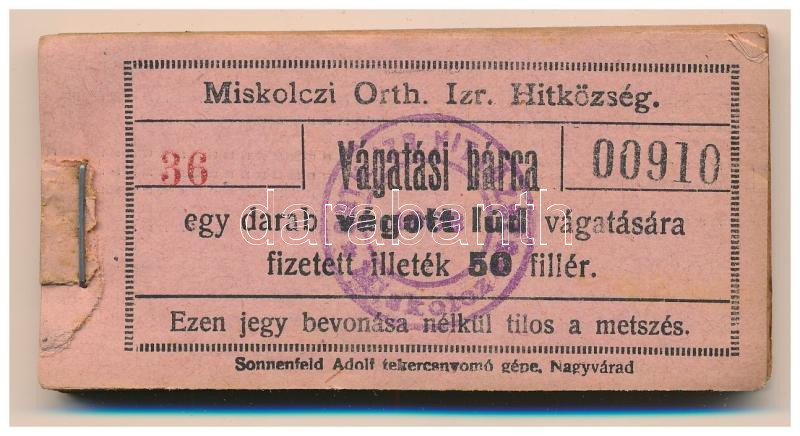 Miskolczi Orth. Izr. Hitközség.
36
Vágatási bárca
00910
egy darab vágott lúd vágatására
fizetett illeték 50 fillér.
Ezen jegy bevonása nélkül tilos a metszés.
Sonnenfeld Adolf tekercsnyomó gépe, Nagyvárad
darabanth